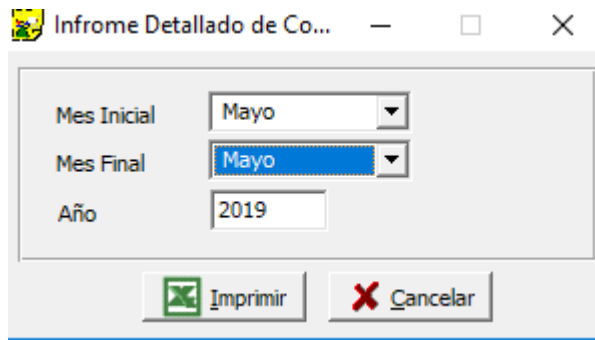 Infrome Detallado de Co...
Mes Inicial Mayo
Mes Final Mayo
Año 2019
Imprimir Cancelar